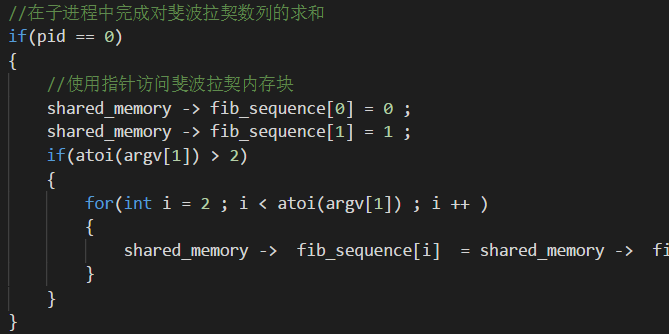 //在子进程中完成对斐波拉契数列的求和
if(pid == 0)
{
//使用指针访问斐波拉契内存块
shared_memory -> fib_sequence[0] = 0 ;
shared_memory -> fib_sequence[1] = 1 ;
if(atoi(argv[1]) > 2)
{
for(int i = 2 ; i < atoi(argv[1]) ; i ++ )
{
shared_memory ->  fib_sequence[i]  = shared_memory ->
}
}
}